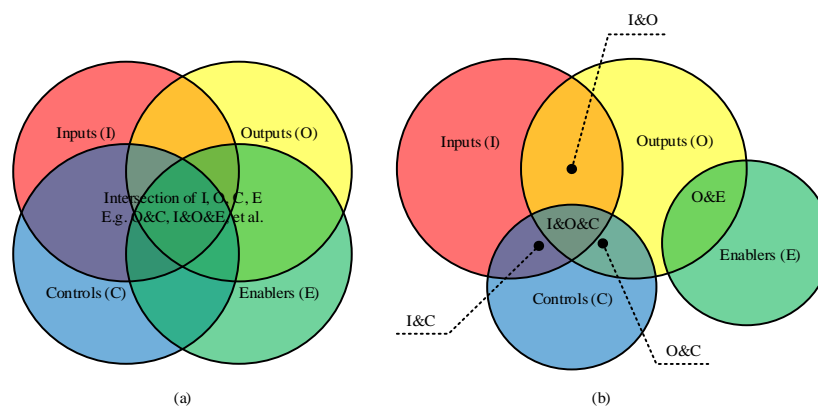 Inputs (I)
Outputs (O)
Intersection of I, O, C, E
E.g. O&C, I&O&E, et al.
Controls (C)
Enablers (E)
(a)
I&O
Inputs (I)
Outputs (O)
O&E
I&O&C
Enablers (E)
Controls (C)
I&C
O&C
(b)